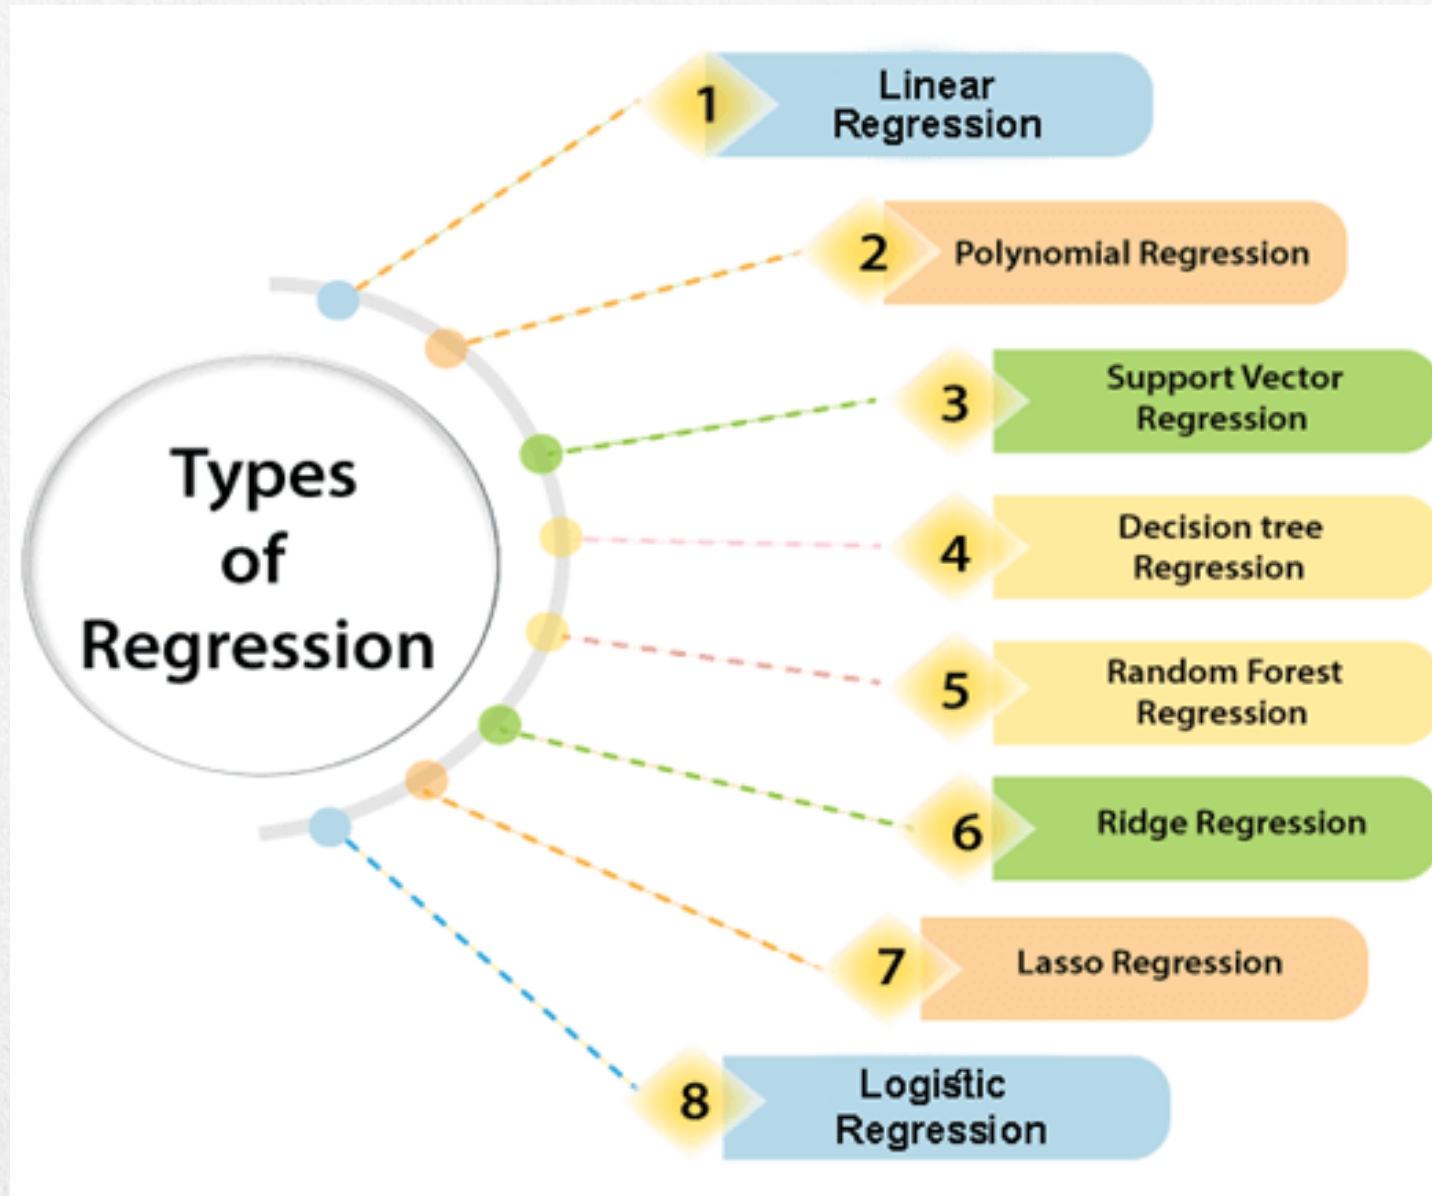 Types
of
Regression
1
Linear
Regression
2
Polynomial Regression
3
Support Vector
Regression
4
Decision tree
Regression
5
Random Forest
Regression
6
Ridge Regression
7
Lasso Regression
8
Logistic
Regression